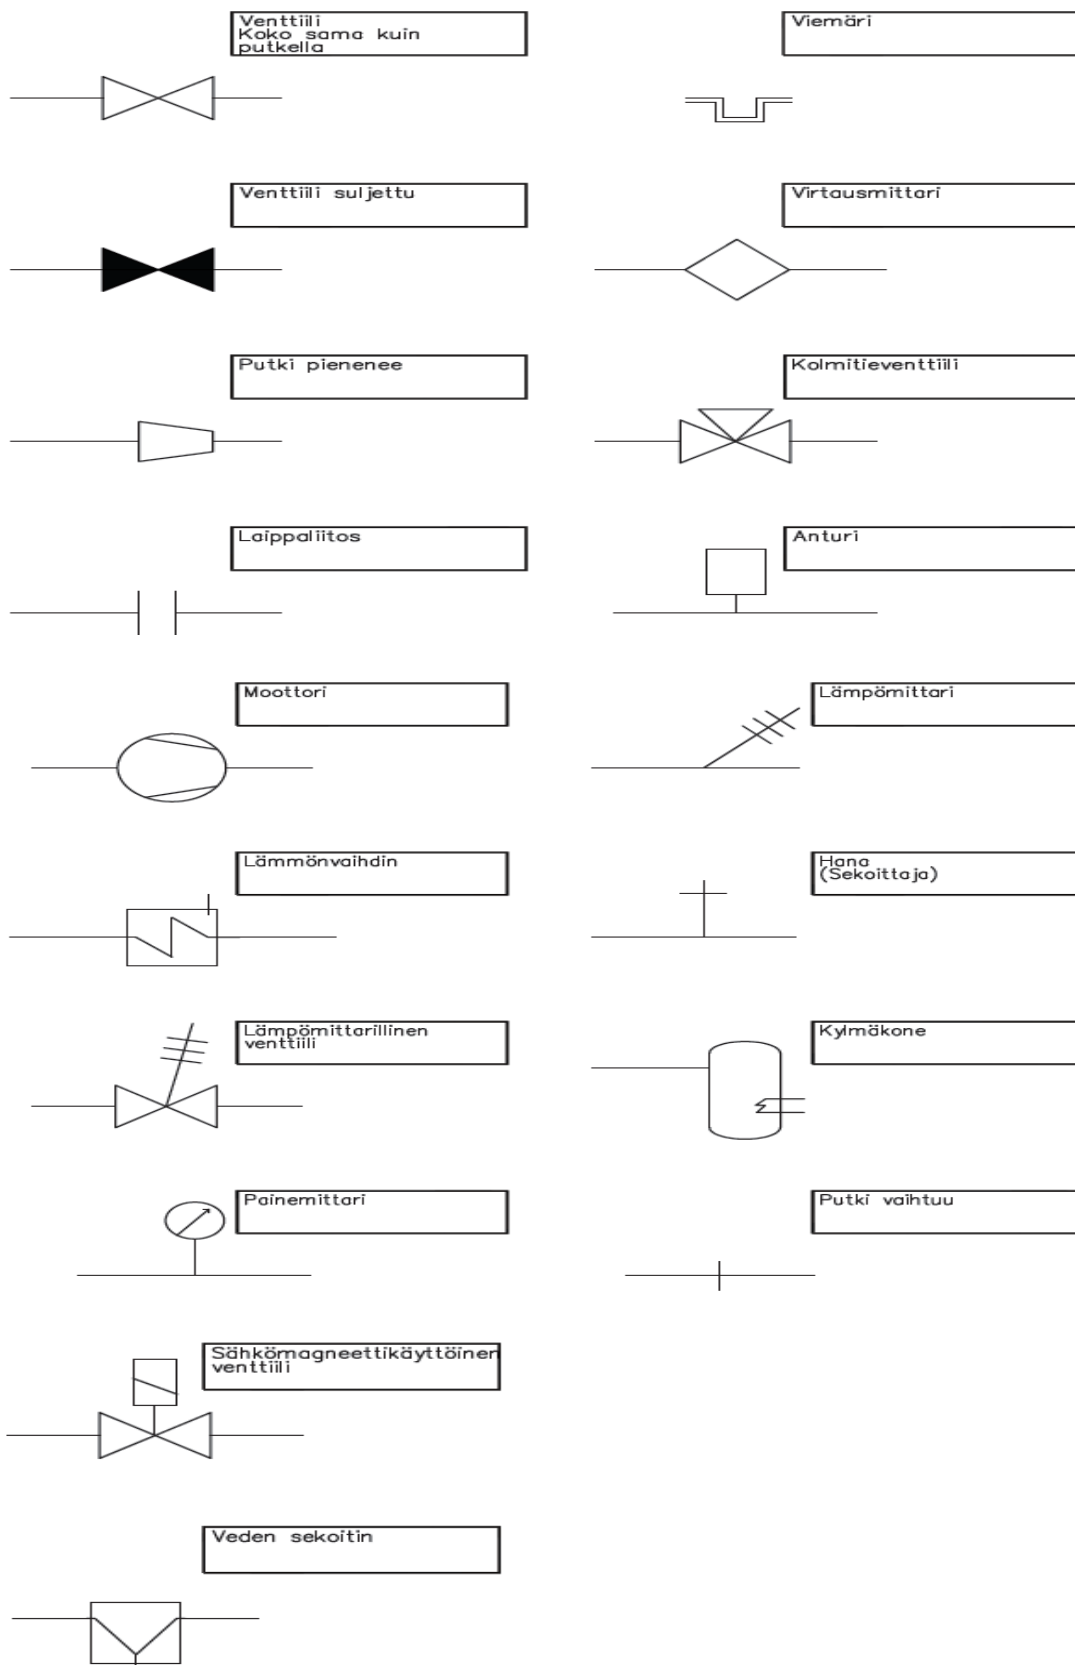 Venttiili
Koko sama kuin
putkella
Viemäri
Venttiili suljettu
Virtausmittari
Putki pienenee
Kolmitieventtiili
Laippaliitos
Anturi
Moottori
Lämpömittari
Lämmönvaihdin
Hana
(Sekoittaja)
Lämpömittarillinen
venttiili
Kylmäkone
Painemittari
Putki vaihtuu
Sähkömagneettikäyttöinen
venttiili
Veden sekoitin